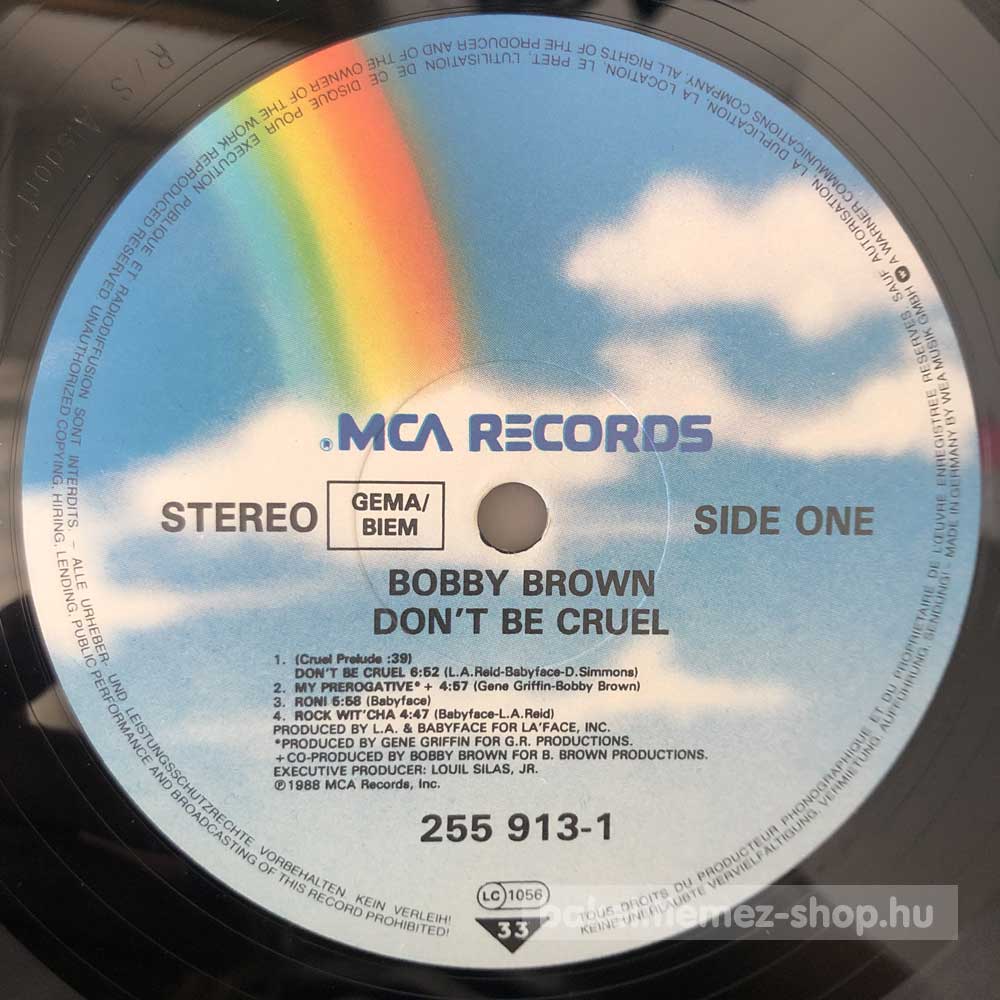 ®MCA RECORDS
STEREO
GEMA/
BIEM
SIDE ONE
BOBBY BROWN
DON'T BE CRUEL
1. (Cruel Prelude :39)
DON'T BE CRUEL 6:52 (L.A.Reid-Babyface-D.Simmons)
2. MY PREROGATIVE* + 4:57 (Gene Griffin-Bobby Brown)
3. RONI 5:58 (Babyface)
4. ROCK WIT'CHA 4:47 (Babyface-L.A.Reid)
PRODUCED BY L.A. & BABYFACE FOR LA'FACE, INC.
*PRODUCED BY GENE GRIFFIN FOR G.R. PRODUCTIONS.
+CO-PRODUCED BY BOBBY BROWN FOR B. BROWN PRODUCTIONS.
EXECUTIVE PRODUCER: LOUIL SILAS, JR.
℗1988 MCA Records, Inc.
255 913-1
LC 1056
33
TOUS DROITS DU PRODUCTEUR PHONOGRAPHIQUE ET DU PROPRIETAIRE DE L'ŒUVRE ENREGISTREE RESERVES SAUF AUTORISATION, LA DUPLICATION, LA LOCATION, LE PRET, L'UTILISATION DE CE DISQUE POUR EXECUTION PUBLIQUE ET RADIODIFFUSION SONT INTERDITS. – ALLE URHEBER- UND LEISTUNGSSCHUTZRECHTE VORBEHALTEN KEIN VERLEIH!
KEINE UNERLAUBTE VERVIELFÄLTIGUNG, VERMIETUNG, AUFFÜHRUNG, SENDUNG! – MADE IN GERMANY BY WEA MUSIK GMBH A WARNER COMMUNICATIONS COMPANY ALL RIGHTS OF THE PRODUCER AND OF THE OWNER OF THE WORK REPRODUCED RESERVED UNAUTHORIZED COPYING, HIRING, LENDING, PUBLIC PERFORMANCE AND BROADCASTING OF THIS RECORD PROHIBITED!
R / S